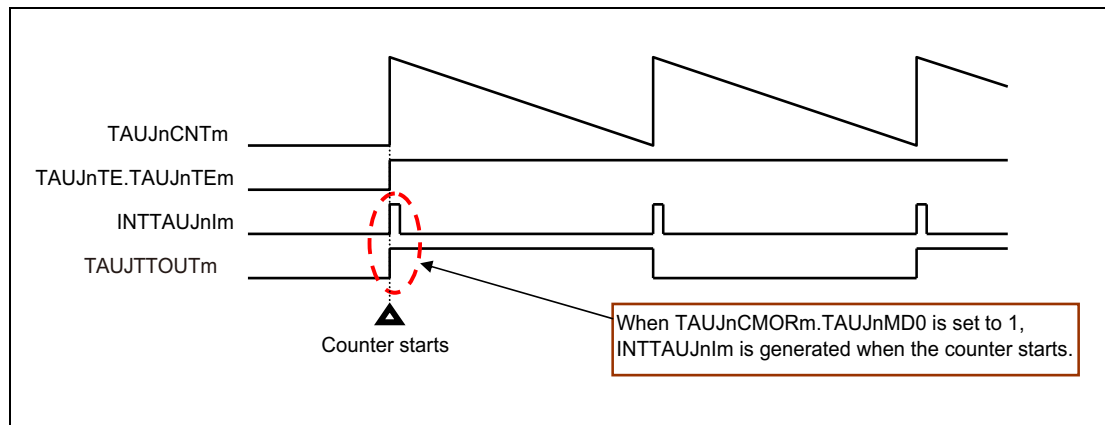 TAUJnCNTm
TAUJnTE.TAUJnTEm
INTTAUJnIm
TAUJTTOUTm
Counter starts
When TAUJnCMORm.TAUJnMD0 is set to 1,
INTTAUJnIm is generated when the counter starts.